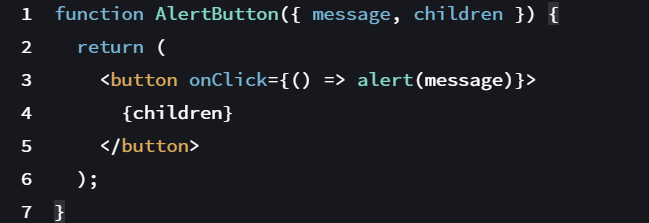 1 function AlertButton({ message, children }) {
2   return (
3     <button onClick={() => alert(message)}>
4       {children}
5     </button>
6   );
7 }